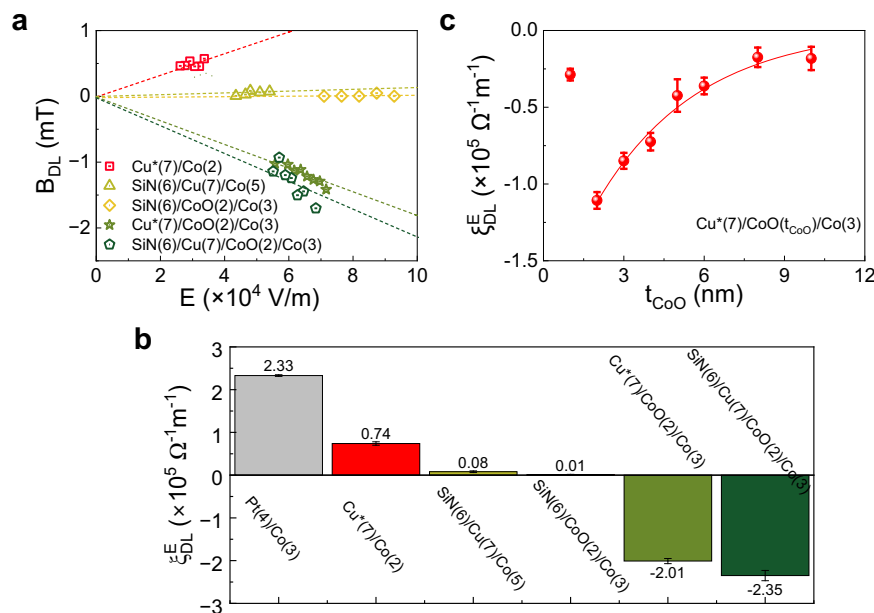 a
1
0
-1
−2
B_DL (mT)
Cu*(7)/Co(2)
SiN(6)/Cu(7)/Co(5)
SiN(6)/CoO(2)/Co(3)
Cu*(7)/CoO(2)/Co(3)
SiN(6)/Cu(7)/CoO(2)/Co(3)
0 2 4 6 8 10
E (×10⁴ V/m)
c
-0.0
-0.5
-1.0
-1.5
ξ^E_DL (×10⁵ Ω⁻¹m⁻¹)
Cu*(7)/CoO(t_CoO)/Co(3)
0 3 6 9 12
t_CoO (nm)
b
3
2
1
0
−1
−2
−3
ξ^E_DL (×10⁵ Ω⁻¹m⁻¹)
2.33
0.74
0.08
0.01
-2.01
-2.35
Pt(4)/Co(3)
Cu*(7)/Co(2)
SiN(6)/Cu(7)/Co(5)
SiN(6)/CoO(2)/Co(3)
Cu*(7)/CoO(2)/Co(3)
SiN(6)/Cu(7)/CoO(2)/Co(3)